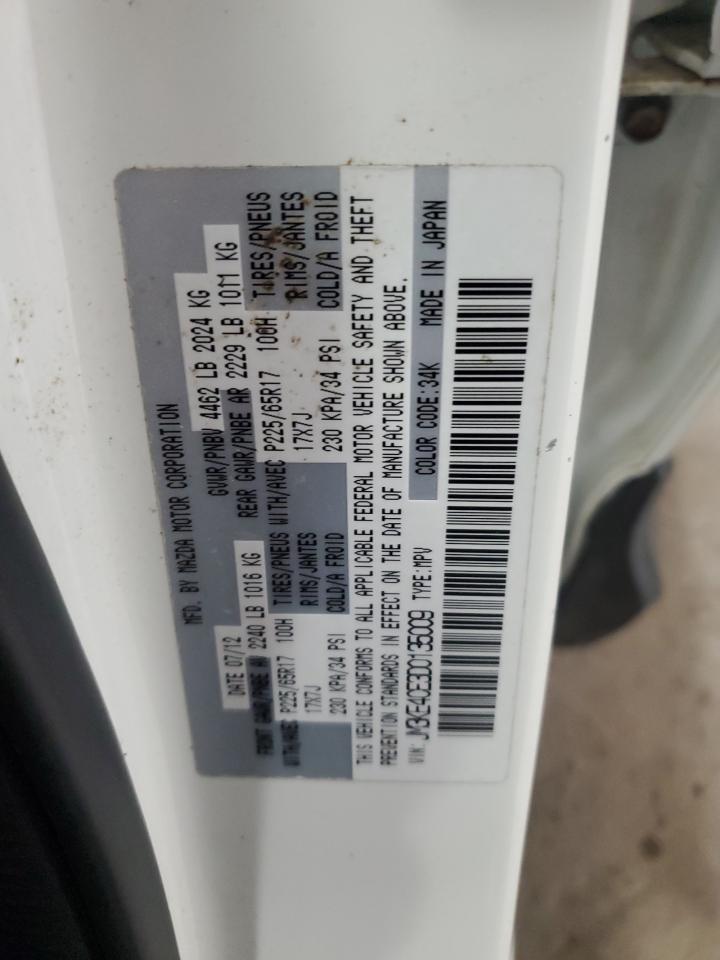 MFD. BY MAZDA MOTOR CORPORATION
DATE 07/12 GVWR/PNBV 4462 LB 2024 KG
FRONT GAWR/PNBE AV 2240 LB 1016 KG REAR GAWR/PNBE AR 2229 LB 1011 KG
WITH/AVEC P225/65R17 100H TIRES/PNEUS WITH/AVEC P225/65R17 100H TIRES/PNEUS
17X7J RIMS/JANTES 17X7J RIMS/JANTES
230 KPA/34 PSI COLD/A FROID 230 KPA/34 PSI COLD/A FROID
THIS VEHICLE CONFORMS TO ALL APPLICABLE FEDERAL MOTOR VEHICLE SAFETY AND THEFT
PREVENTION STANDARDS IN EFFECT ON THE DATE OF MANUFACTURE SHOWN ABOVE.
VIN: JM3KE4CE3D0135009 TYPE:MPV COLOR CODE:34K MADE IN JAPAN